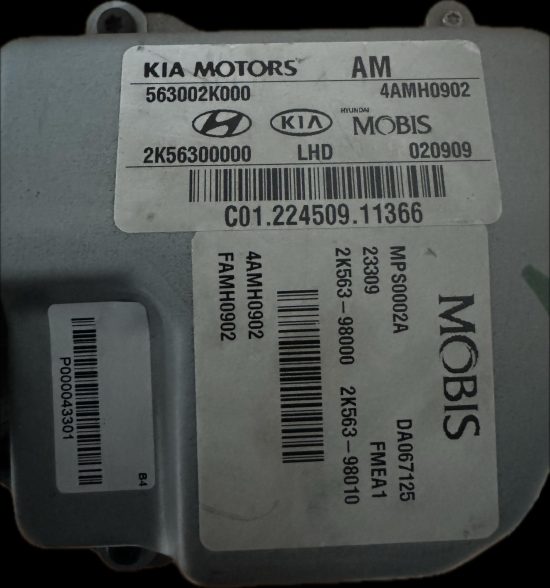 KIA MOTORS AM
563002K000 4AMH0902
KIA HYUNDAI MOBIS
2K56300000 LHD 020909
C01.224509.11366
MOBIS
MPS0002A DA067125
23309 FMEA1
2K563-98000 2K563-98010
4AMH0902
FAMH0902
P000043301
B4